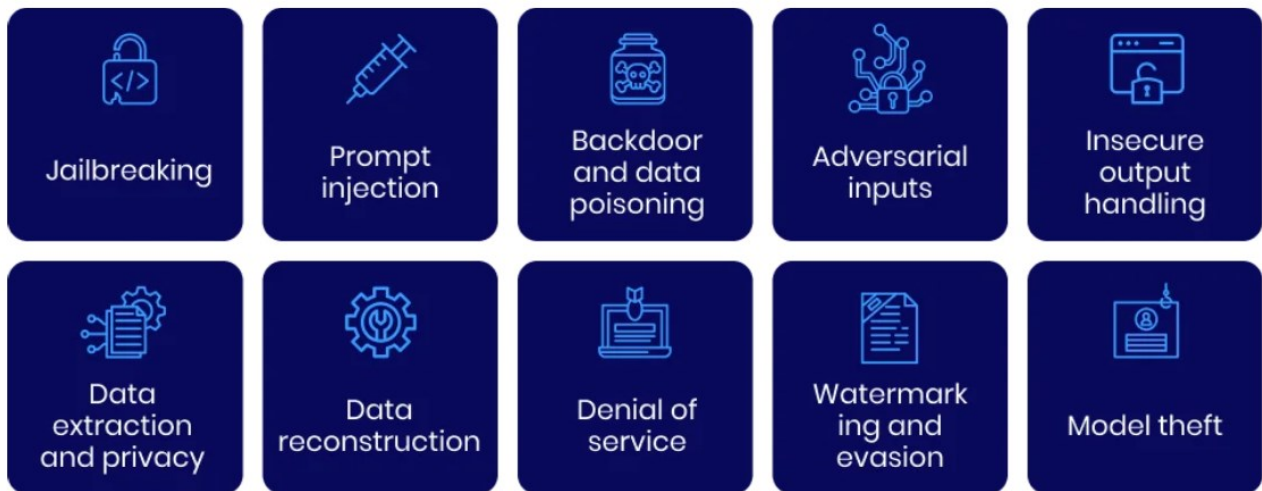 </>
Jailbreaking
Prompt
injection
Backdoor
and data
poisoning
Adversarial
inputs
Insecure
output
handling
Data
extraction
and privacy
Data
reconstruction
Denial of
service
Watermark
ing and
evasion
Model theft